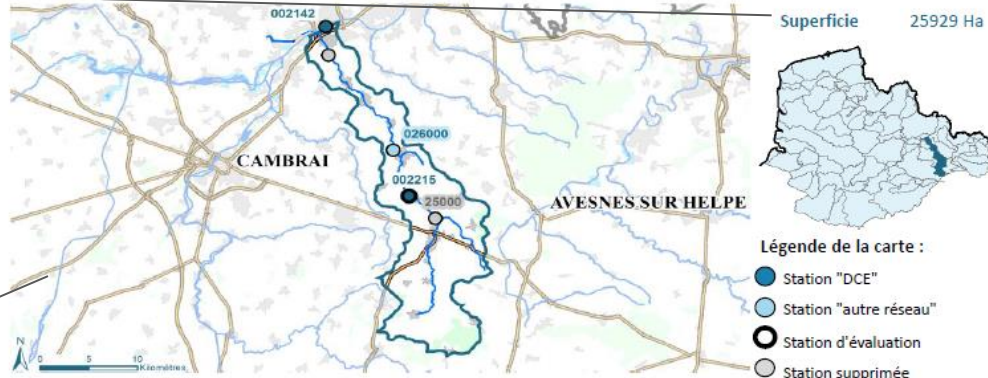 002142
Superficie 25929 Ha
026000
CAMBRAI
002215
25000
AVESNES SUR HELPE
Légende de la carte :
Station "DCE"
Station "autre réseau"
Station d'évaluation
Station supprimée
N
0 5 10
Kilomètres